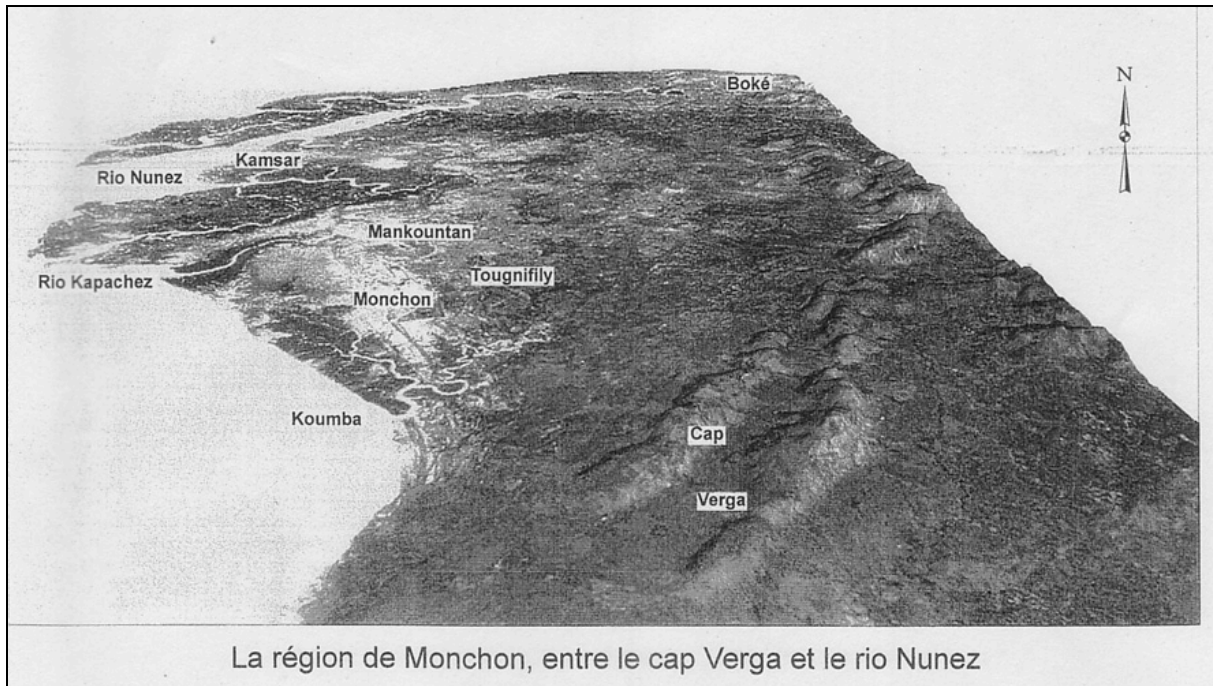 N
Boké
Kamsar
Rio Nunez
Mankountan
Rio Kapachez
Tougnifily
Monchon
Koumba
Cap
Verga
La région de Monchon, entre le cap Verga et le rio Nunez